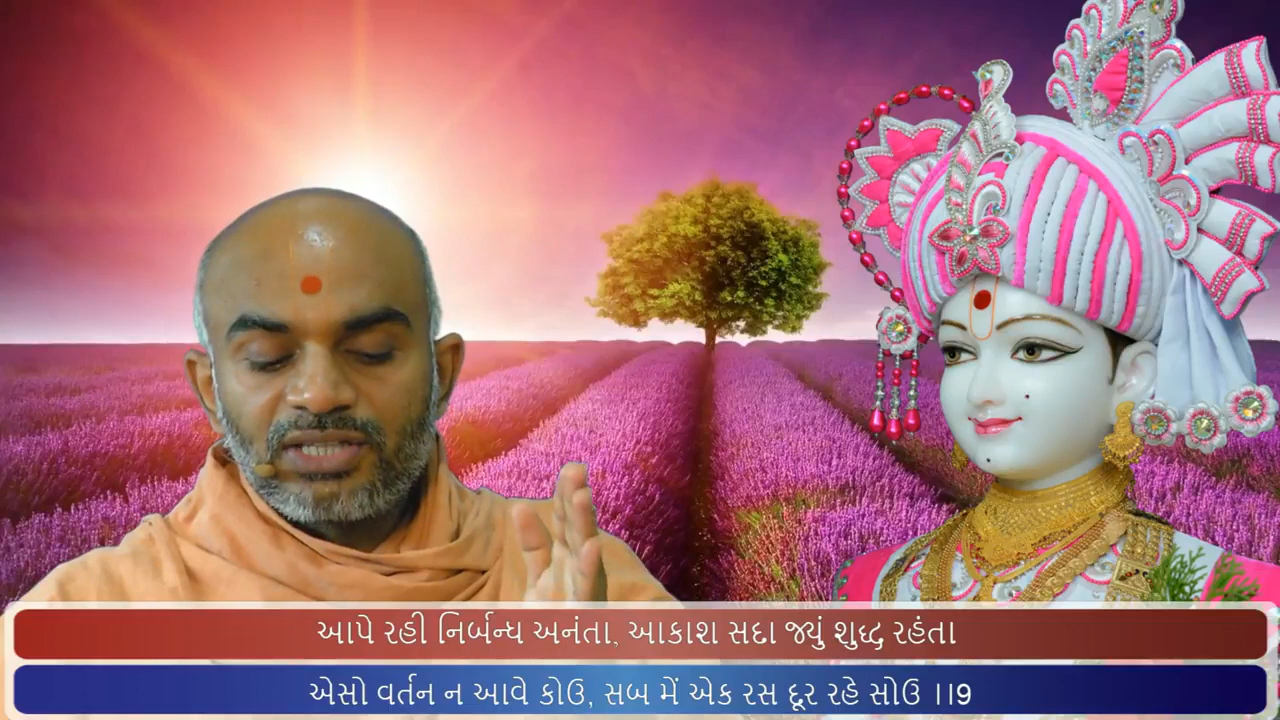 આપે રહી નિર્બન્ધ અનંતા, આકાશ સદા જ્યું શુદ્ધ રહંતા
એસો વર્તન ન આવે કોઉ, સબ મેં એક રસ દૂર રહે સોઉ ।।9